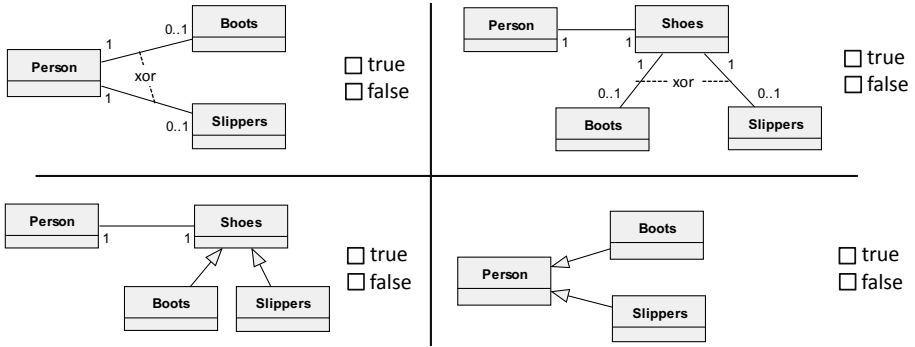 Boots
1
0..1
Person
xor
true
false
1
0..1
Slippers
Person
Shoes
1
1
1
1
true
0..1
xor
0..1
false
Boots
Slippers
Person
Shoes
1
1
true
false
Boots
Slippers
Boots
true
Person
false
Slippers